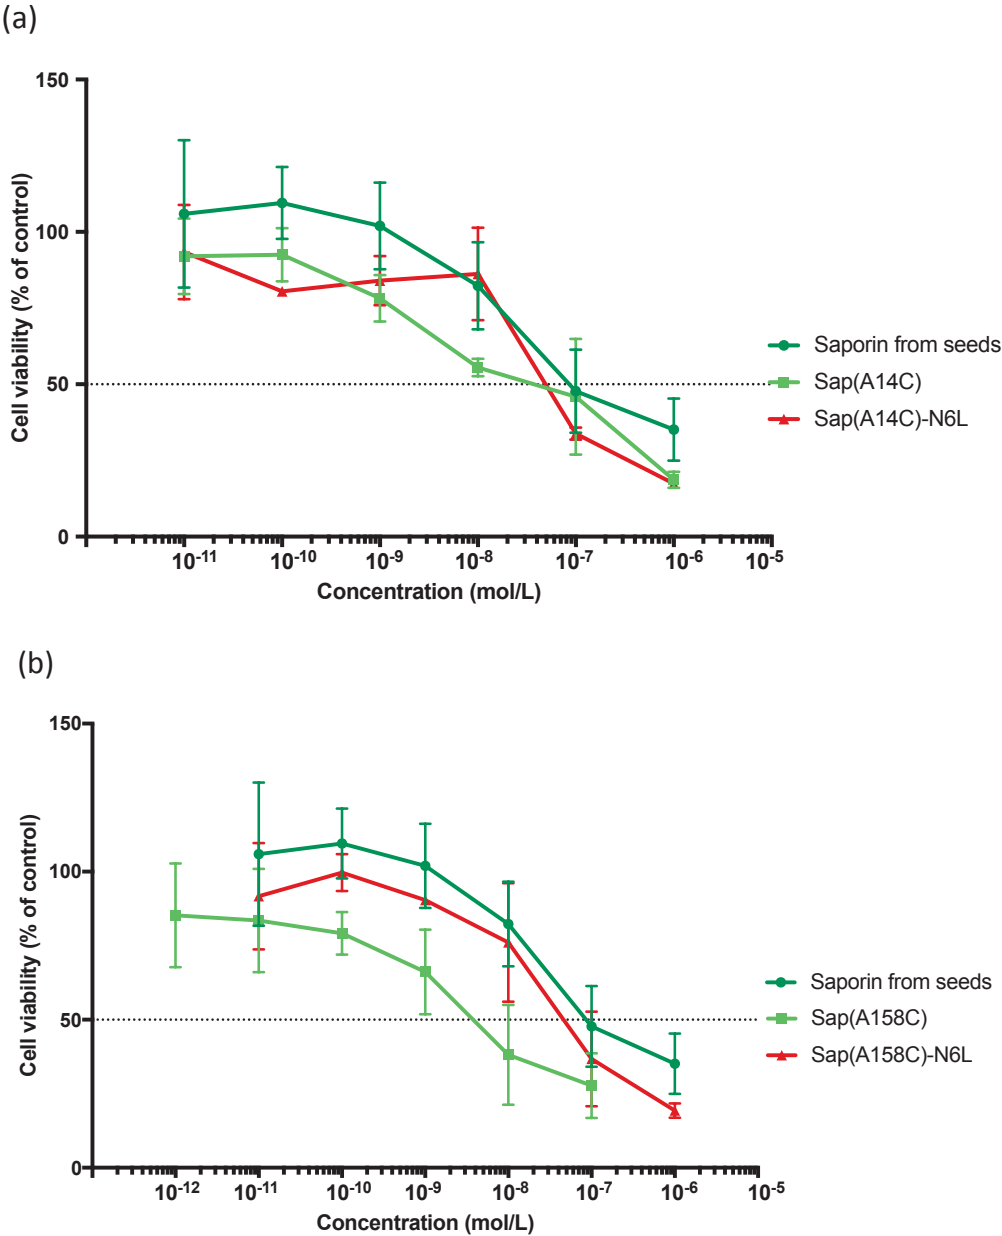 (a)
150
100
50
0
Cell viability (% of control)
10-11
10-10
10-9
10-8
10-7
10-6
10-5
Concentration (mol/L)
Saporin from seeds
Sap(A14C)
Sap(A14C)-N6L
(b)
150
100
50
0
Cell viability (% of control)
10-12
10-11
10-10
10-9
10-8
10-7
10-6
10-5
Concentration (mol/L)
Saporin from seeds
Sap(A158C)
Sap(A158C)-N6L